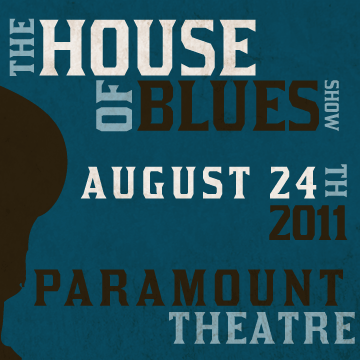 THE HOUSE
OF BLUES SHOW
AUGUST 24TH
2011
PARAMOUNT
THEATRE